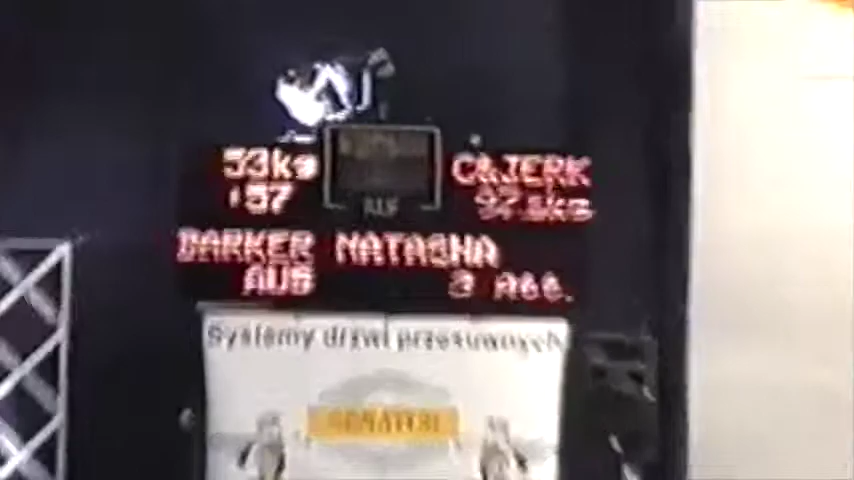 53kg
C&JERK
:57
97.5kg
BARKER NATASHA
AUS
3 Att.
Systemy drzwi przesuwnych